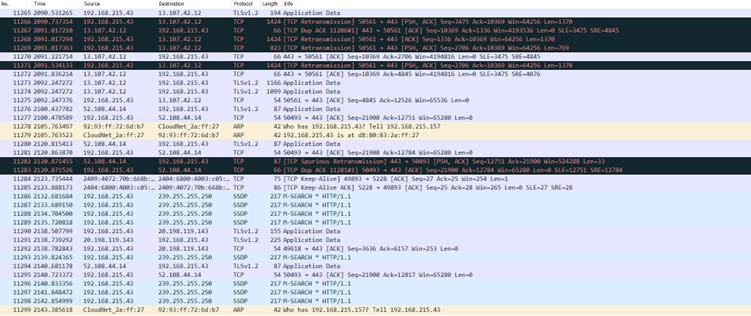 No. Time Source Destination Protocol Length Info
11265 2090.531265 192.168.215.43 13.107.42.12 TLSv1.2 194 Application Data
11266 2090.737314 192.168.215.43 13.107.42.12 TCP 1424 [TCP Retransmission] 50561 → 443 [PSH, ACK] Seq=3475 Ack=10369 Win=64256 Len=1370
11267 2091.017210 13.107.42.12 192.168.215.43 TCP 66 [TCP Dup ACK 11206#1] 443 → 50561 [ACK] Seq=10369 Ack=1336 Win=4193536 Len=0 SLE=3475 SRE=4845
11268 2091.017294 192.168.215.43 13.107.42.12 TCP 1424 [TCP Retransmission] 50561 → 443 [ACK] Seq=1336 Ack=10369 Win=64256 Len=1370
11269 2091.017363 192.168.215.43 13.107.42.12 TCP 823 [TCP Retransmission] 50561 → 443 [PSH, ACK] Seq=2706 Ack=10369 Win=64256 Len=769
11270 2091.221714 13.107.42.12 192.168.215.43 TCP 66 443 → 50561 [ACK] Seq=10369 Ack=2706 Win=4194816 Len=0 SLE=3475 SRE=4845
11271 2091.534133 192.168.215.43 13.107.42.12 TCP 1424 [TCP Retransmission] 50561 → 443 [PSH, ACK] Seq=2706 Ack=10369 Win=64256 Len=1370
11272 2091.836214 13.107.42.12 192.168.215.43 TCP 66 443 → 50561 [ACK] Seq=10369 Ack=4845 Win=4194816 Len=0 SLE=2706 SRE=4076
11273 2092.247272 13.107.42.12 192.168.215.43 TLSv1.2 1166 Application Data
11274 2092.247272 13.107.42.12 192.168.215.43 TLSv1.2 1099 Application Data
11275 2092.247376 192.168.215.43 13.107.42.12 TCP 54 50561 → 443 [ACK] Seq=4845 Ack=12526 Win=65536 Len=0
11276 2100.437782 52.108.44.14 192.168.215.43 TLSv1.2 87 Application Data
11277 2100.478589 192.168.215.43 52.108.44.14 TCP 54 50493 → 443 [ACK] Seq=21900 Ack=12751 Win=65280 Len=0
11278 2105.763497 92:93:ff:72:6d:b7 CloudNet_2a:ff:27 ARP 42 Who has 192.168.215.43? Tell 192.168.215.157
11279 2105.763523 CloudNet_2a:ff:27 92:93:ff:72:6d:b7 ARP 42 192.168.215.43 is at d8:80:83:2a:ff:27
11280 2120.815413 52.108.44.14 192.168.215.43 TLSv1.2 87 Application Data
11281 2120.863870 192.168.215.43 52.108.44.14 TCP 54 50493 → 443 [ACK] Seq=21900 Ack=12784 Win=65280 Len=0
11282 2120.871455 52.108.44.14 192.168.215.43 TCP 87 [TCP Spurious Retransmission] 443 → 50493 [PSH, ACK] Seq=12751 Ack=21900 Win=524288 Len=33
11283 2120.871526 192.168.215.43 52.108.44.14 TCP 66 [TCP Dup ACK 11281#1] 50493 → 443 [ACK] Seq=21900 Ack=12784 Win=65280 Len=0 SLE=12751 SRE=12784
11284 2123.725444 2409:4072:70b:668b:… 2404:6800:4003:c05:… TCP 75 [TCP Keep-Alive] 49893 → 5228 [ACK] Seq=27 Ack=25 Win=254 Len=1
11285 2123.888173 2404:6800:4003:c05:… 2409:4072:70b:668b:… TCP 86 [TCP Keep-Alive ACK] 5228 → 49893 [ACK] Seq=25 Ack=28 Win=265 Len=0 SLE=27 SRE=28
11286 2132.681684 192.168.215.43 239.255.255.250 SSDP 217 M-SEARCH * HTTP/1.1
11287 2133.689150 192.168.215.43 239.255.255.250 SSDP 217 M-SEARCH * HTTP/1.1
11288 2134.704500 192.168.215.43 239.255.255.250 SSDP 217 M-SEARCH * HTTP/1.1
11289 2135.720818 192.168.215.43 239.255.255.250 SSDP 217 M-SEARCH * HTTP/1.1
11290 2138.507799 192.168.215.43 20.198.119.143 TLSv1.2 155 Application Data
11291 2138.739292 20.198.119.143 192.168.215.43 TLSv1.2 225 Application Data
11292 2138.782843 192.168.215.43 20.198.119.143 TCP 54 49618 → 443 [ACK] Seq=3636 Ack=6157 Win=253 Len=0
11293 2139.824365 192.168.215.43 239.255.255.250 SSDP 217 M-SEARCH * HTTP/1.1
11294 2140.681178 52.108.44.14 192.168.215.43 TLSv1.2 87 Application Data
11295 2140.723372 192.168.215.43 52.108.44.14 TCP 54 50493 → 443 [ACK] Seq=21900 Ack=12817 Win=65280 Len=0
11296 2140.833356 192.168.215.43 239.255.255.250 SSDP 217 M-SEARCH * HTTP/1.1
11297 2141.848472 192.168.215.43 239.255.255.250 SSDP 217 M-SEARCH * HTTP/1.1
11298 2142.854999 192.168.215.43 239.255.255.250 SSDP 217 M-SEARCH * HTTP/1.1
11299 2143.385618 CloudNet_2a:ff:27 92:93:ff:72:6d:b7 ARP 42 Who has 192.168.215.157? Tell 192.168.215.43